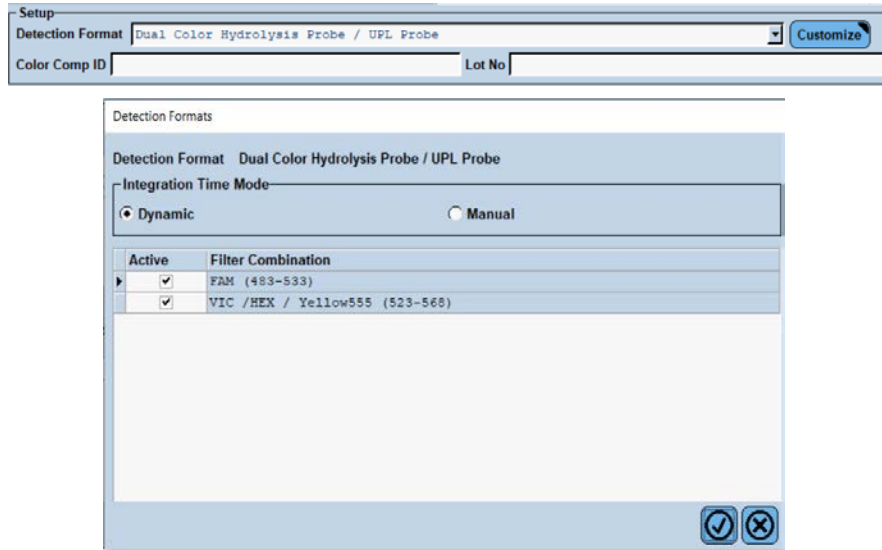 Setup
Detection Format Dual Color Hydrolysis Probe / UPL Probe Customize
Color Comp ID Lot No
Detection Formats
Detection Format Dual Color Hydrolysis Probe / UPL Probe
Integration Time Mode
Dynamic Manual
Active Filter Combination
FAM (483-533)
VIC /HEX / Yellow555 (523-568)